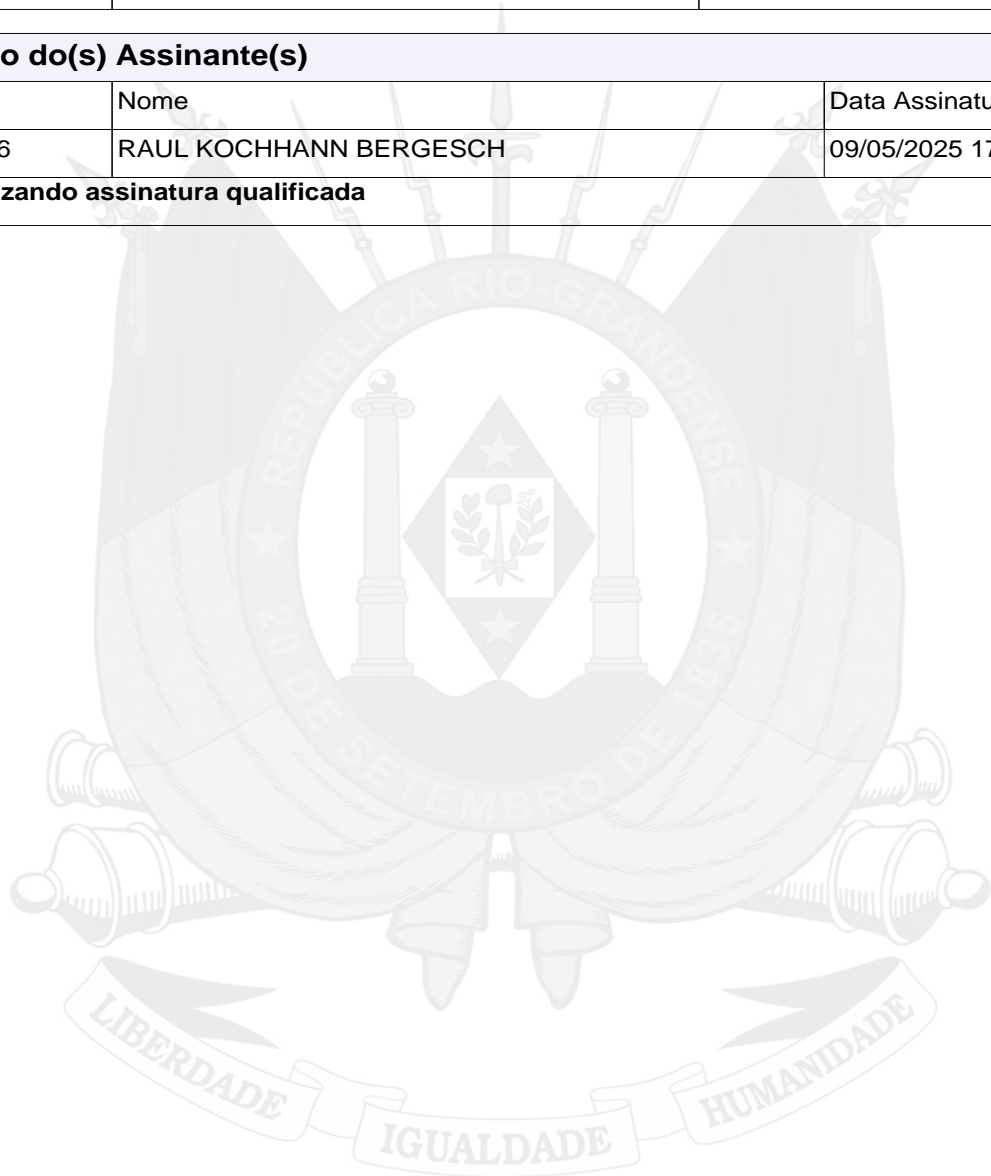 o do(s) Assinante(s)
Nome Data Assinatu
6 RAUL KOCHHANN BERGESCH 09/05/2025 17
zando assinatura qualificada
REPÚBLICA RIO-GRANDENSE
20 DE SETEMBRO DE 1835
LIBERDADE IGUALDADE HUMANIDADE